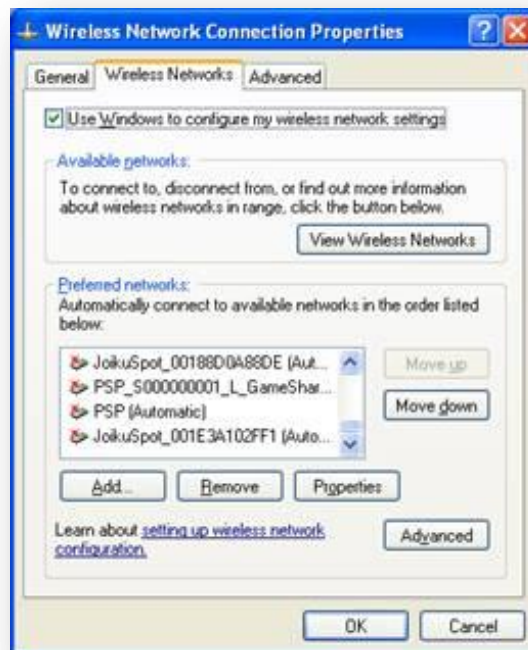 Wireless Network Connection Properties
General Wireless Networks Advanced
Use Windows to configure my wireless network settings
Available networks:
To connect to, disconnect from, or find out more information
about wireless networks in range, click the button below.
View Wireless Networks
Preferred networks:
Automatically connect to available networks in the order listed
below:
JoikuSpot_00188D0A88DE (Aut...
PSP_S000000001_L_GameShar...
PSP (Automatic)
JoikuSpot_001E3A102FF1 (Auto...
Move up
Move down
Add... Remove Properties
Learn about setting up wireless network
configuration.
Advanced
OK Cancel